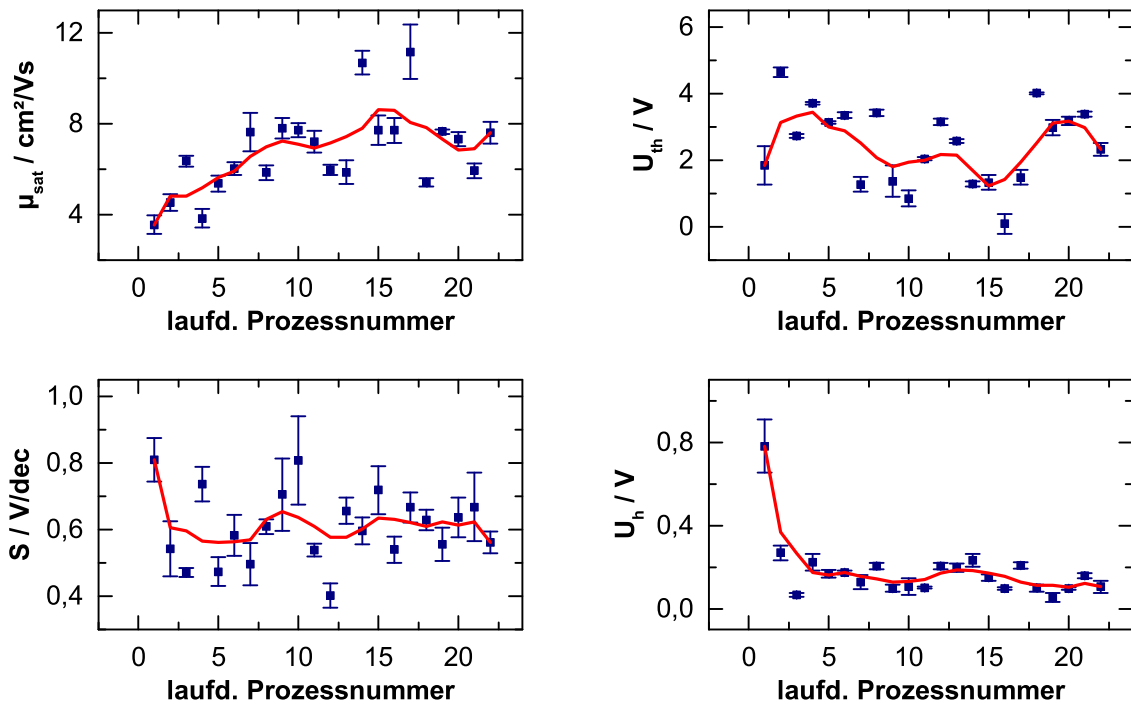 μsat / cm²/Vs
12
8
4
0 5 10 15 20
laufd. Prozessnummer
Uth / V
6
4
2
0
0 5 10 15 20
laufd. Prozessnummer
S / V/dec
1,0
0,8
0,6
0,4
0 5 10 15 20
laufd. Prozessnummer
Uh / V
0,8
0,4
0,0
0 5 10 15 20
laufd. Prozessnummer